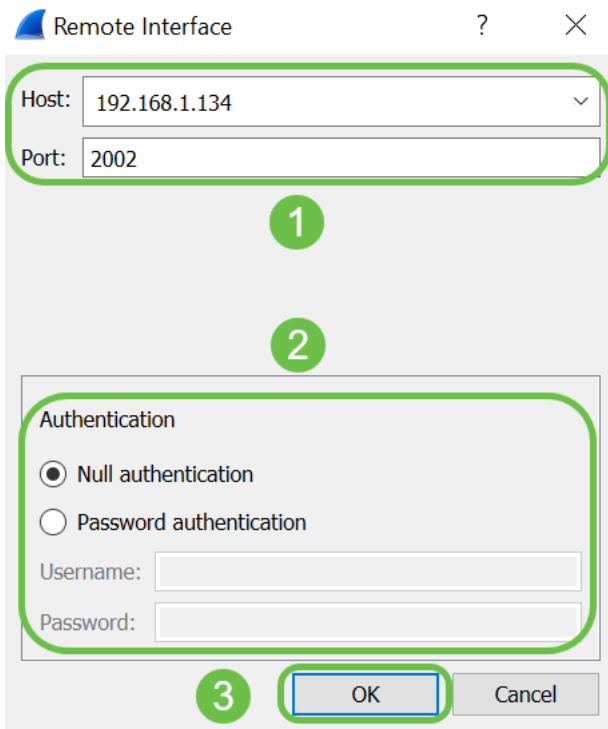 Remote Interface ?
Host: 192.168.1.134
Port: 2002
1
2
Authentication
Null authentication
Password authentication
Username:
Password:
3 OK Cancel